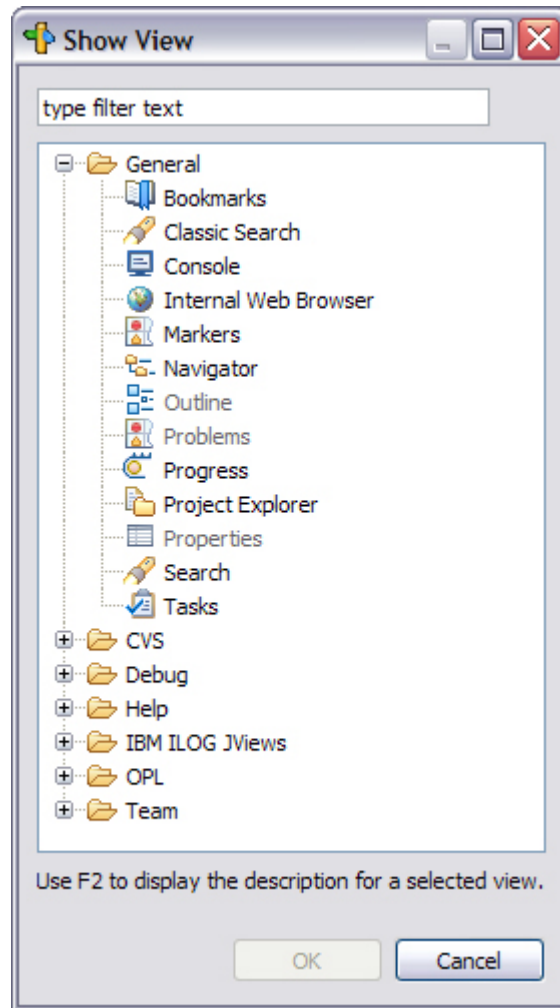 Show View
type filter text
General
Bookmarks
Classic Search
Console
Internal Web Browser
Markers
Navigator
Outline
Problems
Progress
Project Explorer
Properties
Search
Tasks
CVS
Debug
Help
IBM ILOG JViews
OPL
Team
Use F2 to display the description for a selected view.
OK Cancel